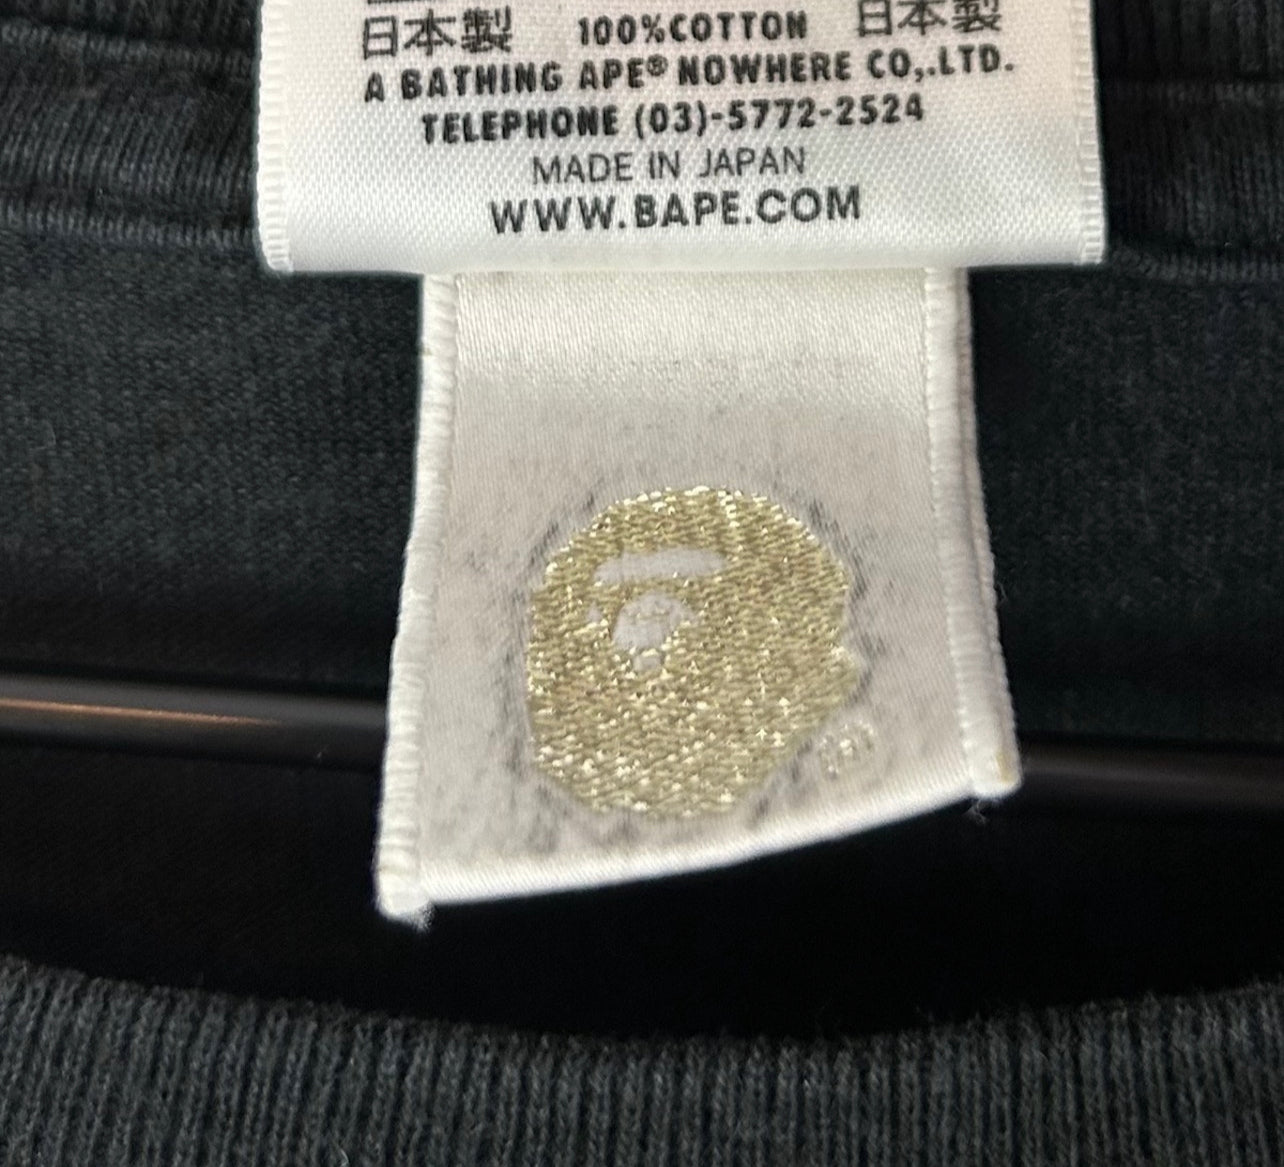 日本製 100%COTTON 日本製
A BATHING APE® NOWHERE CO,.LTD.
TELEPHONE (03)-5772-2524
MADE IN JAPAN
WWW.BAPE.COM